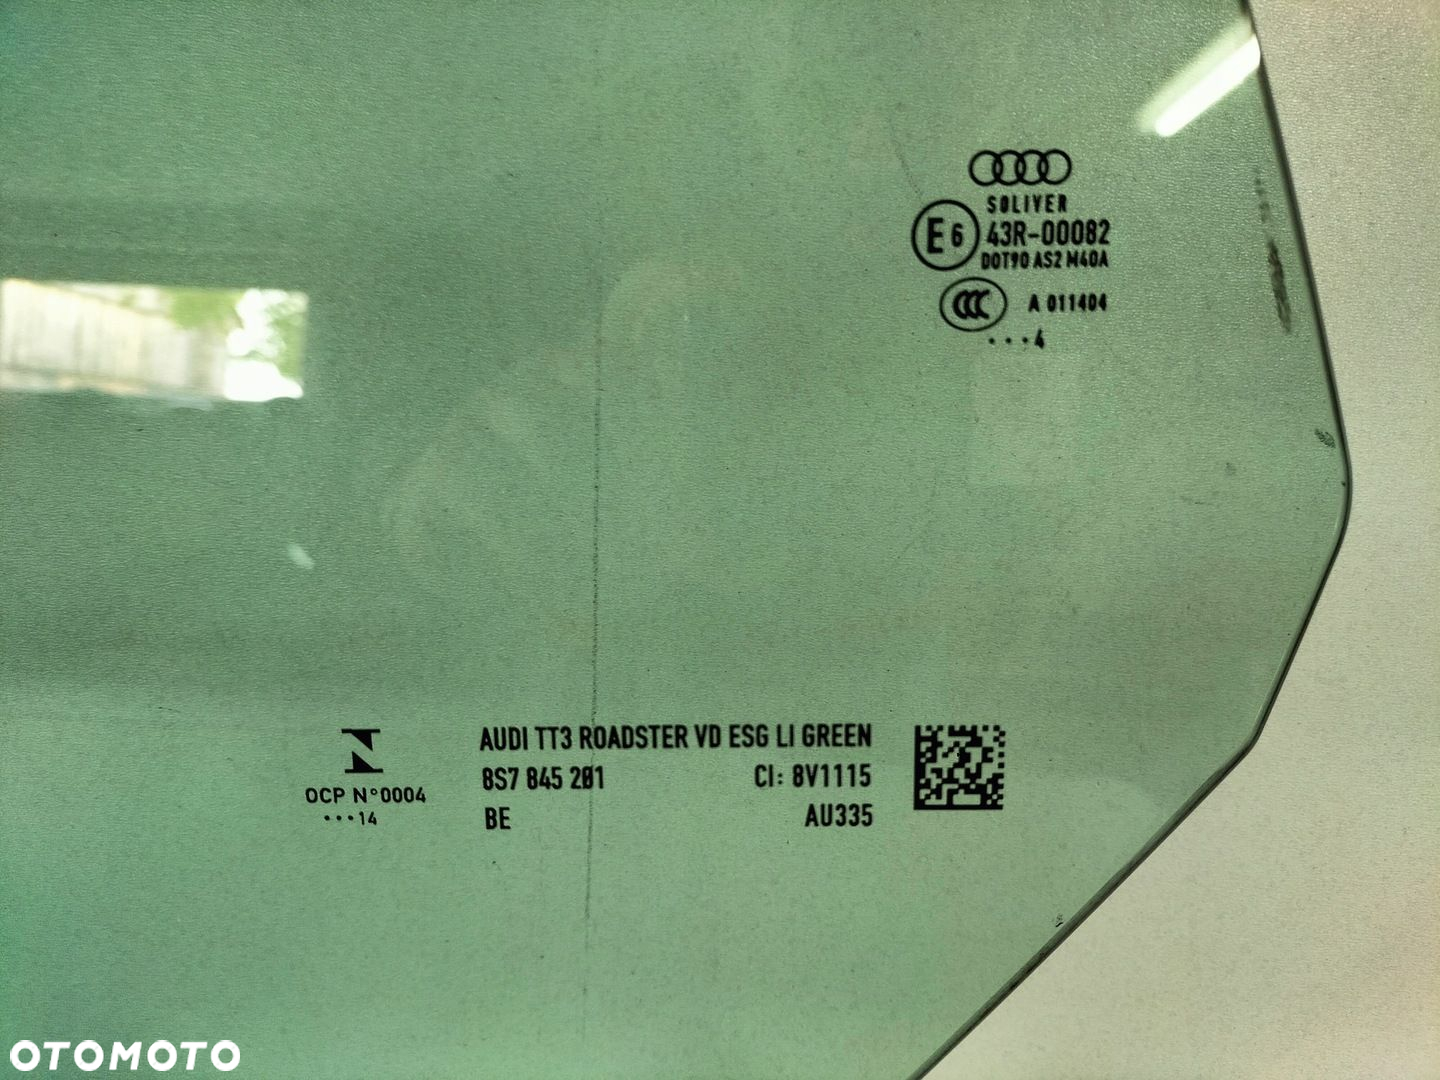 SOLIVER
E6 43R-00082
DOT90 AS2 M40A
CCC A 011404
...4
AUDI TT3 ROADSTER VD ESG LI GREEN
8S7 845 201 CI: 8V1115
BE AU335
OCP N°0004
...14
OTOMOTO